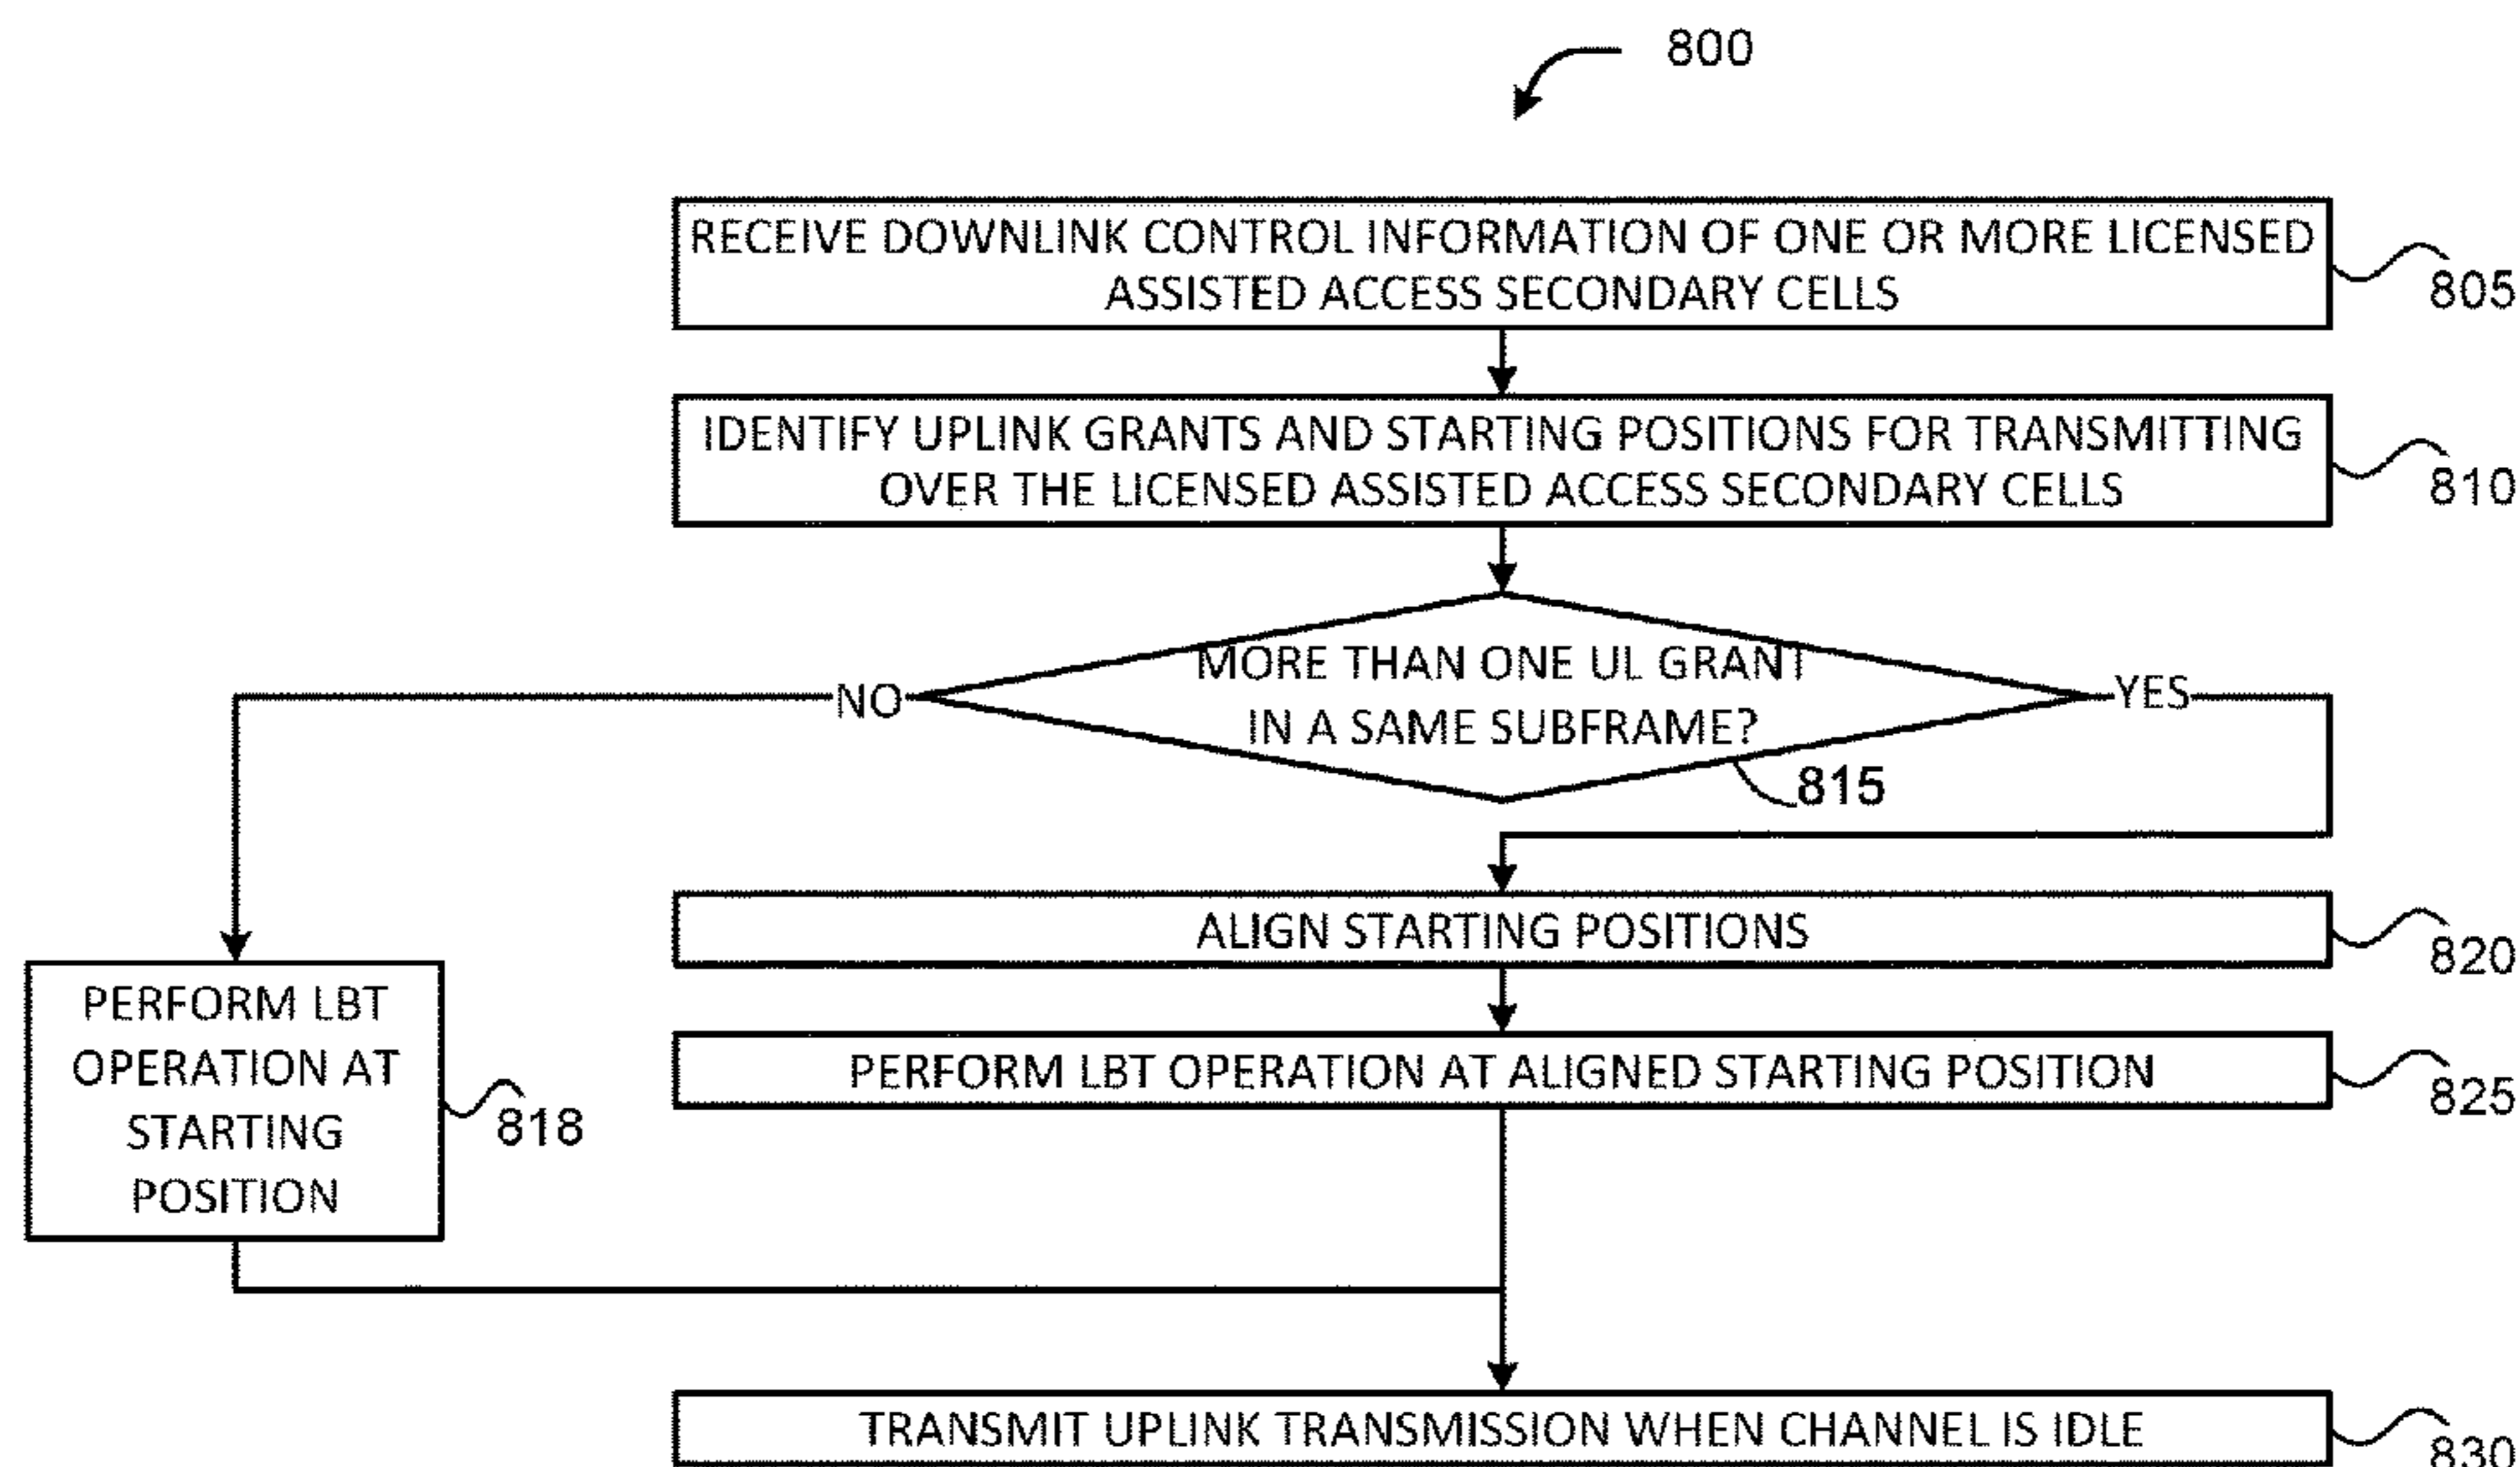 800
RECEIVE DOWNLINK CONTROL INFORMATION OF ONE OR MORE LICENSED
ASSISTED ACCESS SECONDARY CELLS
805
IDENTIFY UPLINK GRANTS AND STARTING POSITIONS FOR TRANSMITTING
OVER THE LICENSED ASSISTED ACCESS SECONDARY CELLS
810
MORE THAN ONE UL GRANT
IN A SAME SUBFRAME?
NO
YES
815
ALIGN STARTING POSITIONS
820
PERFORM LBT
OPERATION AT
STARTING
POSITION
818
PERFORM LBT OPERATION AT ALIGNED STARTING POSITION
825
TRANSMIT UPLINK TRANSMISSION WHEN CHANNEL IS IDLE
830